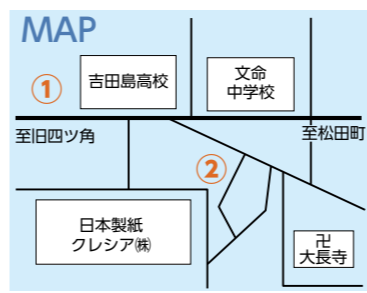 MAP
①
吉田島高校
文命
中学校
至旧四ツ角
至松田町
②
日本製紙
クレシア㈱
卍
大長寺